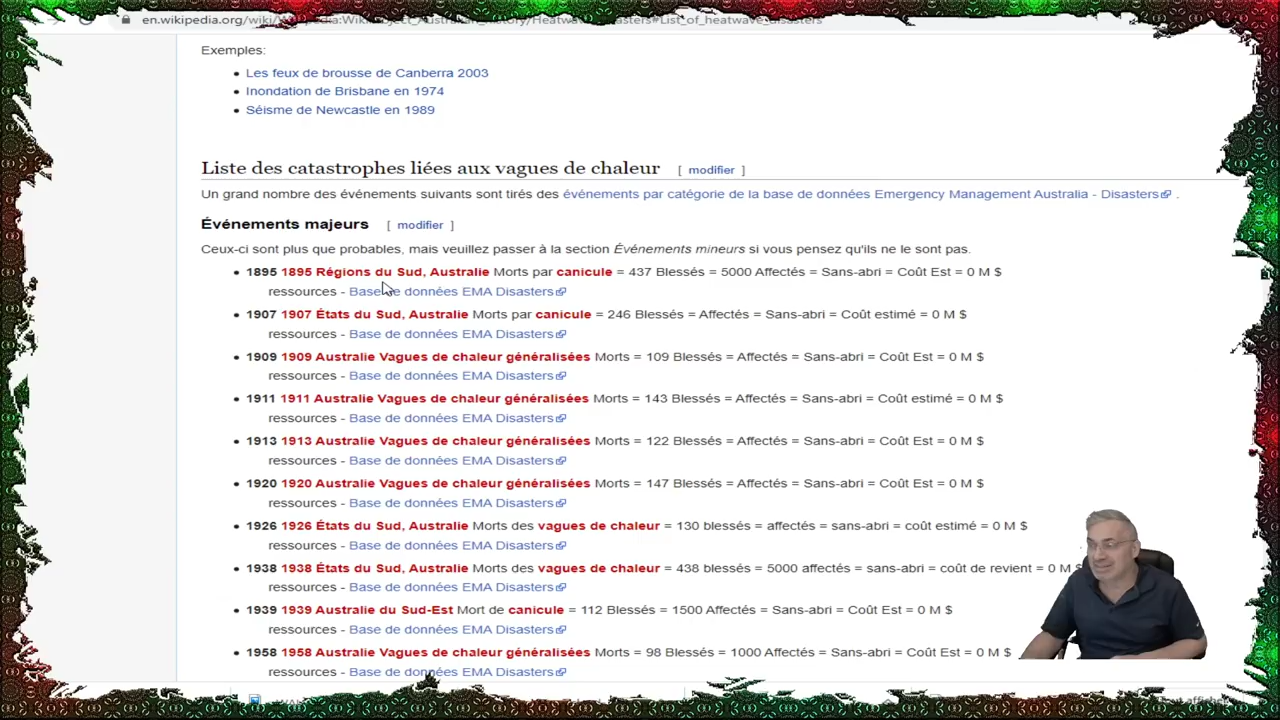 en.wikipedia.org/wiki/
Exemples:
• Les feux de brousse de Canberra 2003
• Inondation de Brisbane en 1974
• Séisme de Newcastle en 1989
Liste des catastrophes liées aux vagues de chaleur [ modifier ]
Un grand nombre des événements suivants sont tirés des événements par catégorie de la base de données Emergency Management Australia - Disasters .
Événements majeurs [ modifier ]
Ceux-ci sont plus que probables, mais veuillez passer à la section Événements mineurs si vous pensez qu'ils ne le sont pas.
• 1895 1895 Régions du Sud, Australie Morts par canicule = 437 Blessés = 5000 Affectés = Sans-abri = Coût Est = 0 M $
ressources - Base de données EMA Disasters
• 1907 1907 États du Sud, Australie Morts par canicule = 246 Blessés = Affectés = Sans-abri = Coût estimé = 0 M $
ressources - Base de données EMA Disasters
• 1909 1909 Australie Vagues de chaleur généralisées Morts = 109 Blessés = Affectés = Sans-abri = Coût Est = 0 M $
ressources - Base de données EMA Disasters
• 1911 1911 Australie Vagues de chaleur généralisées Morts = 143 Blessés = Affectés = Sans-abri = Coût estimé = 0 M $
ressources - Base de données EMA Disasters
• 1913 1913 Australie Vagues de chaleur généralisées Morts = 122 Blessés = Affectés = Sans-abri = Coût Est = 0 M $
ressources - Base de données EMA Disasters
• 1920 1920 Australie Vagues de chaleur généralisées Morts = 147 Blessés = Affectés = Sans-abri = Coût Est = 0 M $
ressources - Base de données EMA Disasters
• 1926 1926 États du Sud, Australie Morts des vagues de chaleur = 130 blessés = affectés = sans-abri = coût estimé = 0 M $
ressources - Base de données EMA Disasters
• 1938 1938 États du Sud, Australie Morts des vagues de chaleur = 438 blessés = 5000 affectés = sans-abri = coût de revient = 0 M $
ressources - Base de données EMA Disasters
• 1939 1939 Australie du Sud-Est Mort de canicule = 112 Blessés = 1500 Affectés = Sans-abri = Coût Est = 0 M $
ressources - Base de données EMA Disasters
• 1958 1958 Australie Vagues de chaleur généralisées Morts = 98 Blessés = 1000 Affectés = Sans-abri = Coût Est = 0 M $
ressources - Base de données EMA Disasters